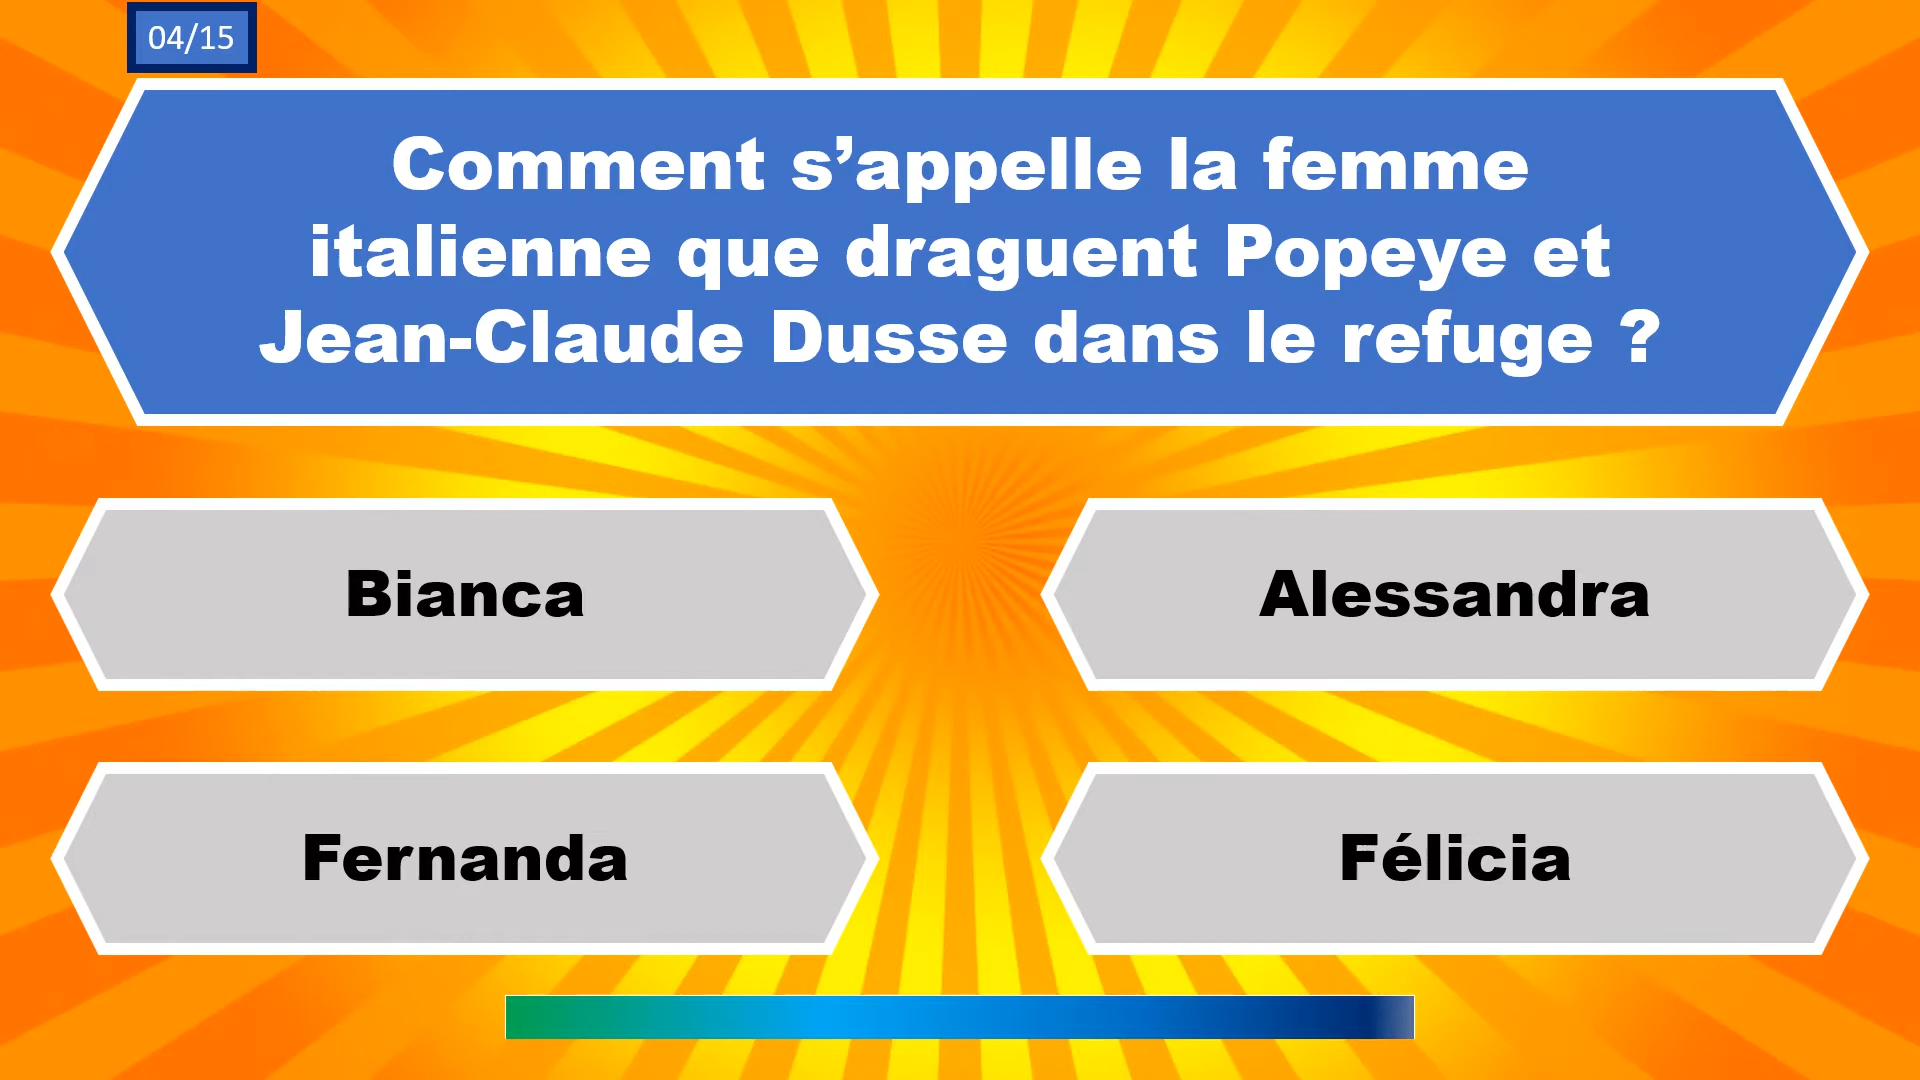 04/15
Comment s’appelle la femme
italienne que draguent Popeye et
Jean-Claude Dusse dans le refuge ?
Bianca
Alessandra
Fernanda
Félicia